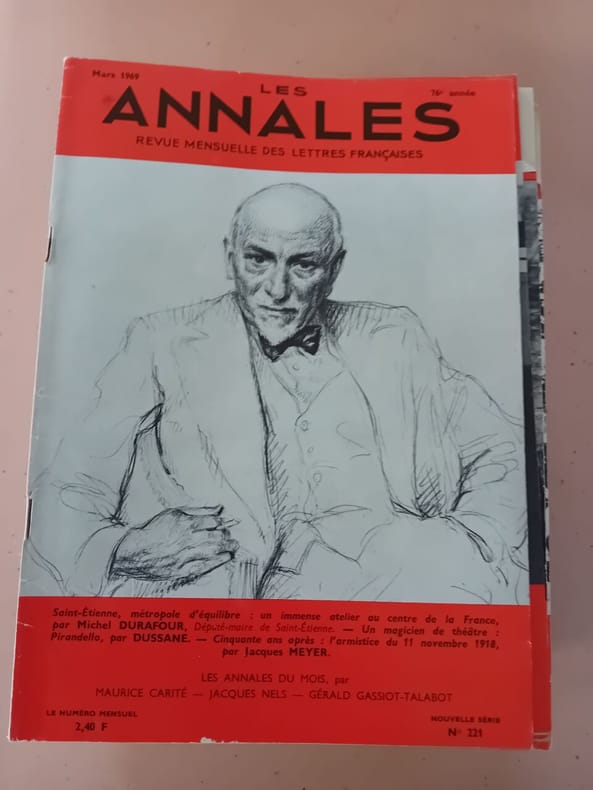 Mars 1969
76e année
LES
ANNALES
REVUE MENSUELLE DES LETTRES FRANÇAISES
Saint-Étienne, métropole d'équilibre : un immense atelier au centre de la France,
par Michel DURAFOUR, Député-maire de Saint-Étienne. — Un magicien de théâtre :
Pirandello, par DUSSANE. — Cinquante ans après : l'armistice du 11 novembre 1918,
par Jacques MEYER.
LES ANNALES DU MOIS, par
MAURICE CARITÉ — JACQUES NELS — GÉRALD GASSIOT-TALABOT
LE NUMÉRO MENSUEL
2,40 F
NOUVELLE SÉRIE
N° 221